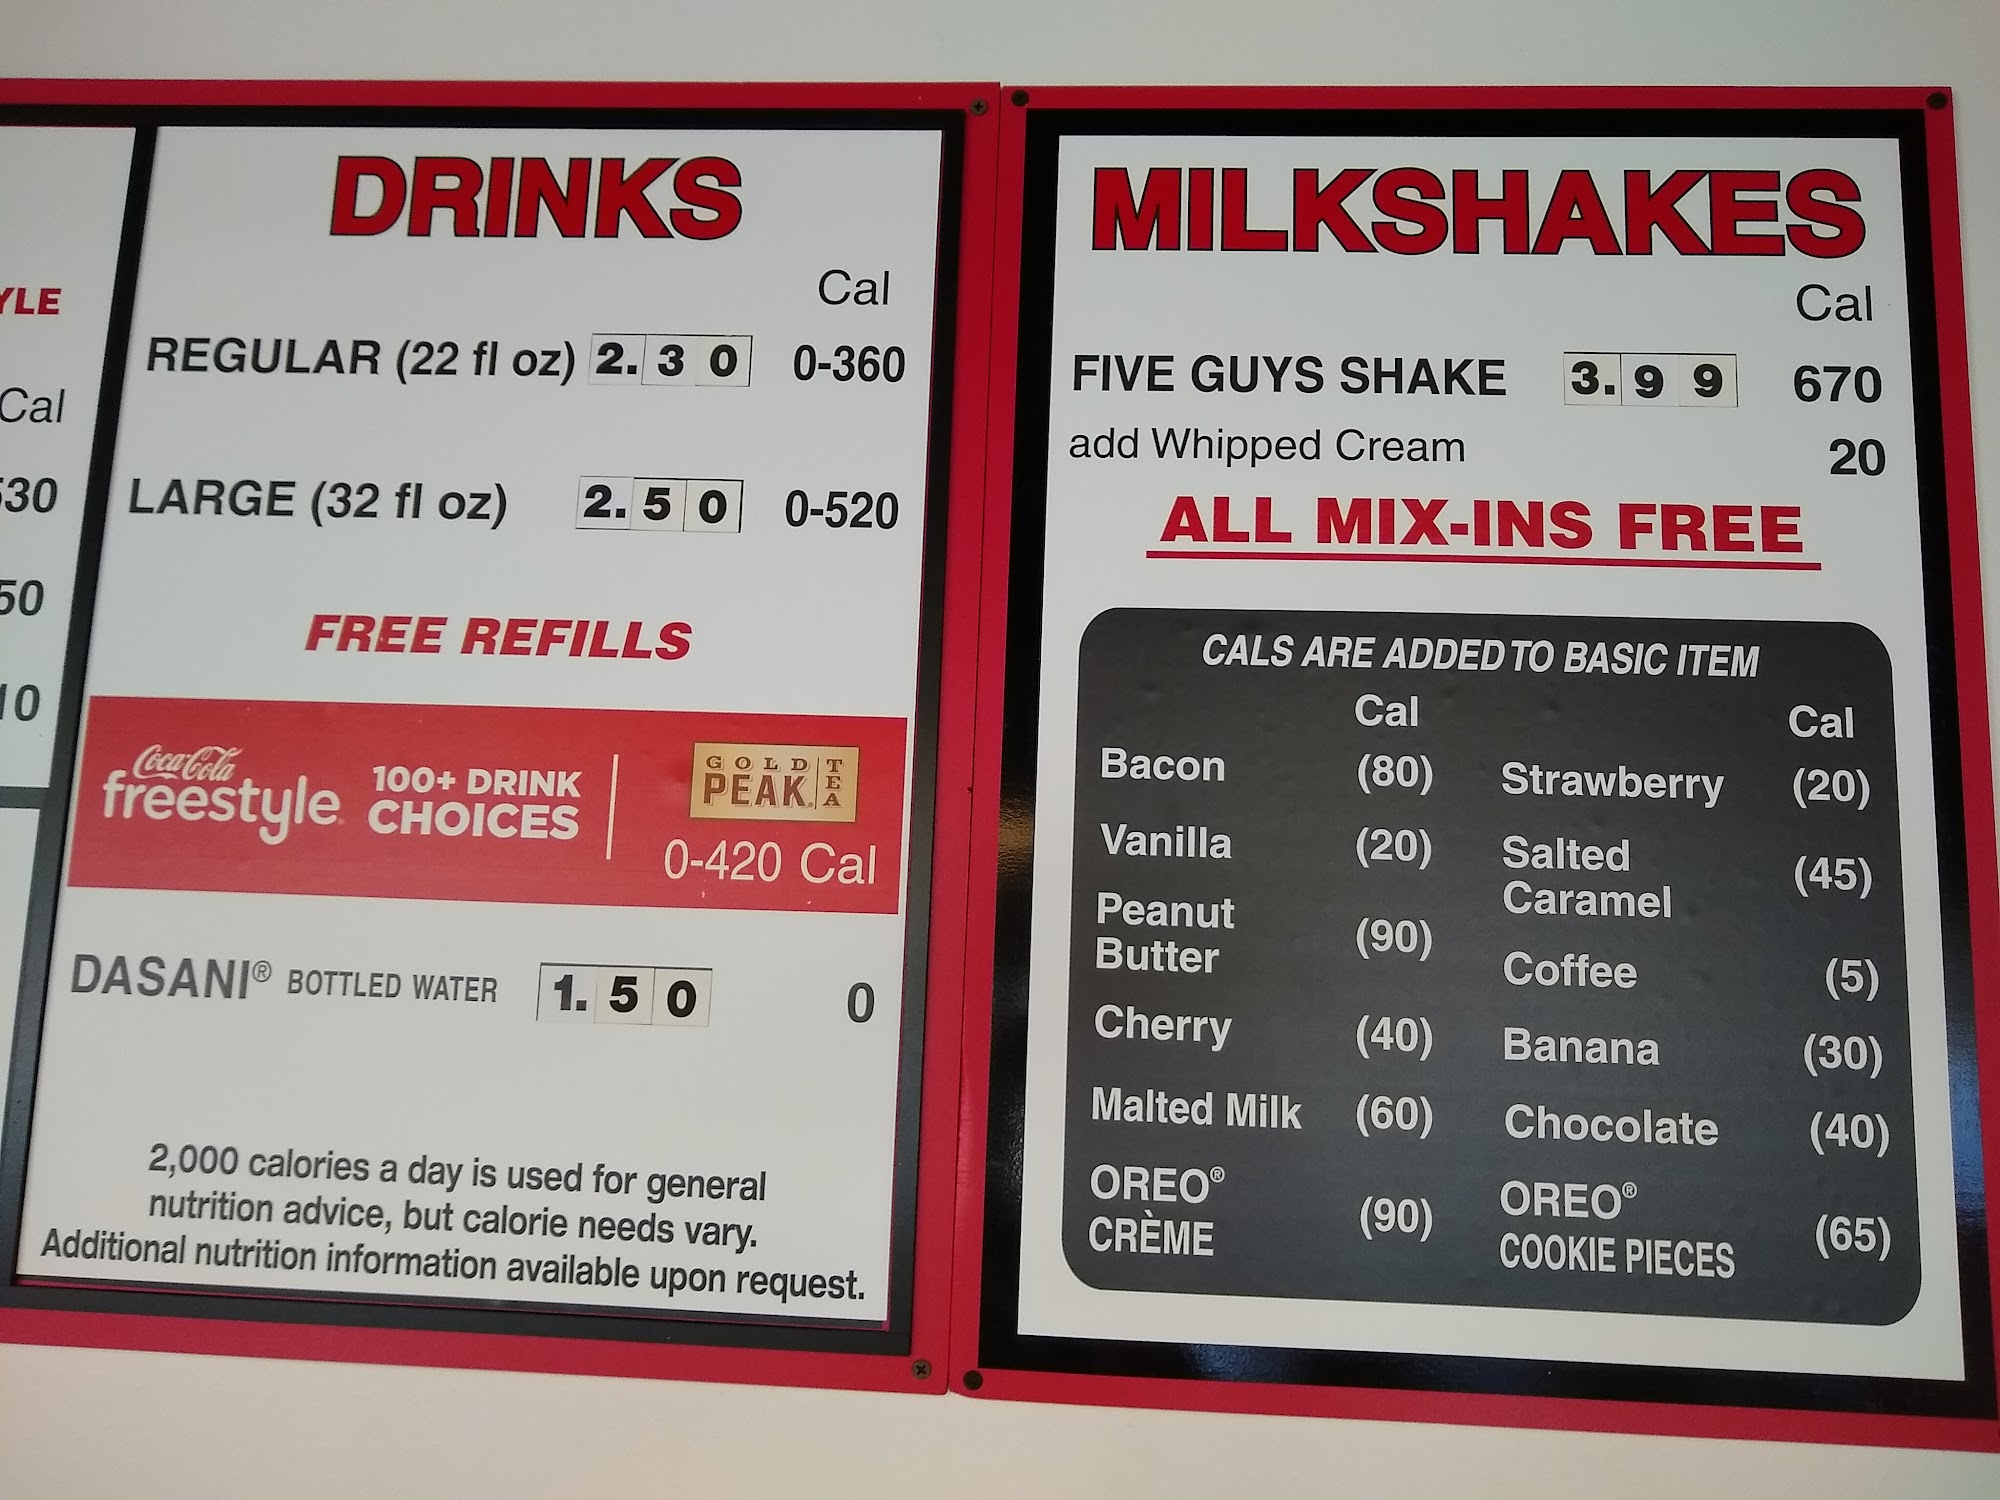 YLE
Cal
530
50
10
DRINKS
Cal
REGULAR (22 fl oz) 2.30 0-360
LARGE (32 fl oz) 2.50 0-520
FREE REFILLS
Coca-Cola
freestyle
100+ DRINK
CHOICES
GOLD
PEAK
TEA
0-420 Cal
DASANI® BOTTLED WATER 1.50 0
2,000 calories a day is used for general
nutrition advice, but calorie needs vary.
Additional nutrition information available upon request.
MILKSHAKES
Cal
FIVE GUYS SHAKE 3.99 670
add Whipped Cream 20
ALL MIX-INS FREE
CALS ARE ADDED TO BASIC ITEM
Cal Cal
Bacon (80) Strawberry (20)
Vanilla (20) Salted
Caramel (45)
Peanut
Butter (90) Coffee (5)
Cherry (40) Banana (30)
Malted Milk (60) Chocolate (40)
OREO® OREO®
CRÈME (90) COOKIE PIECES (65)